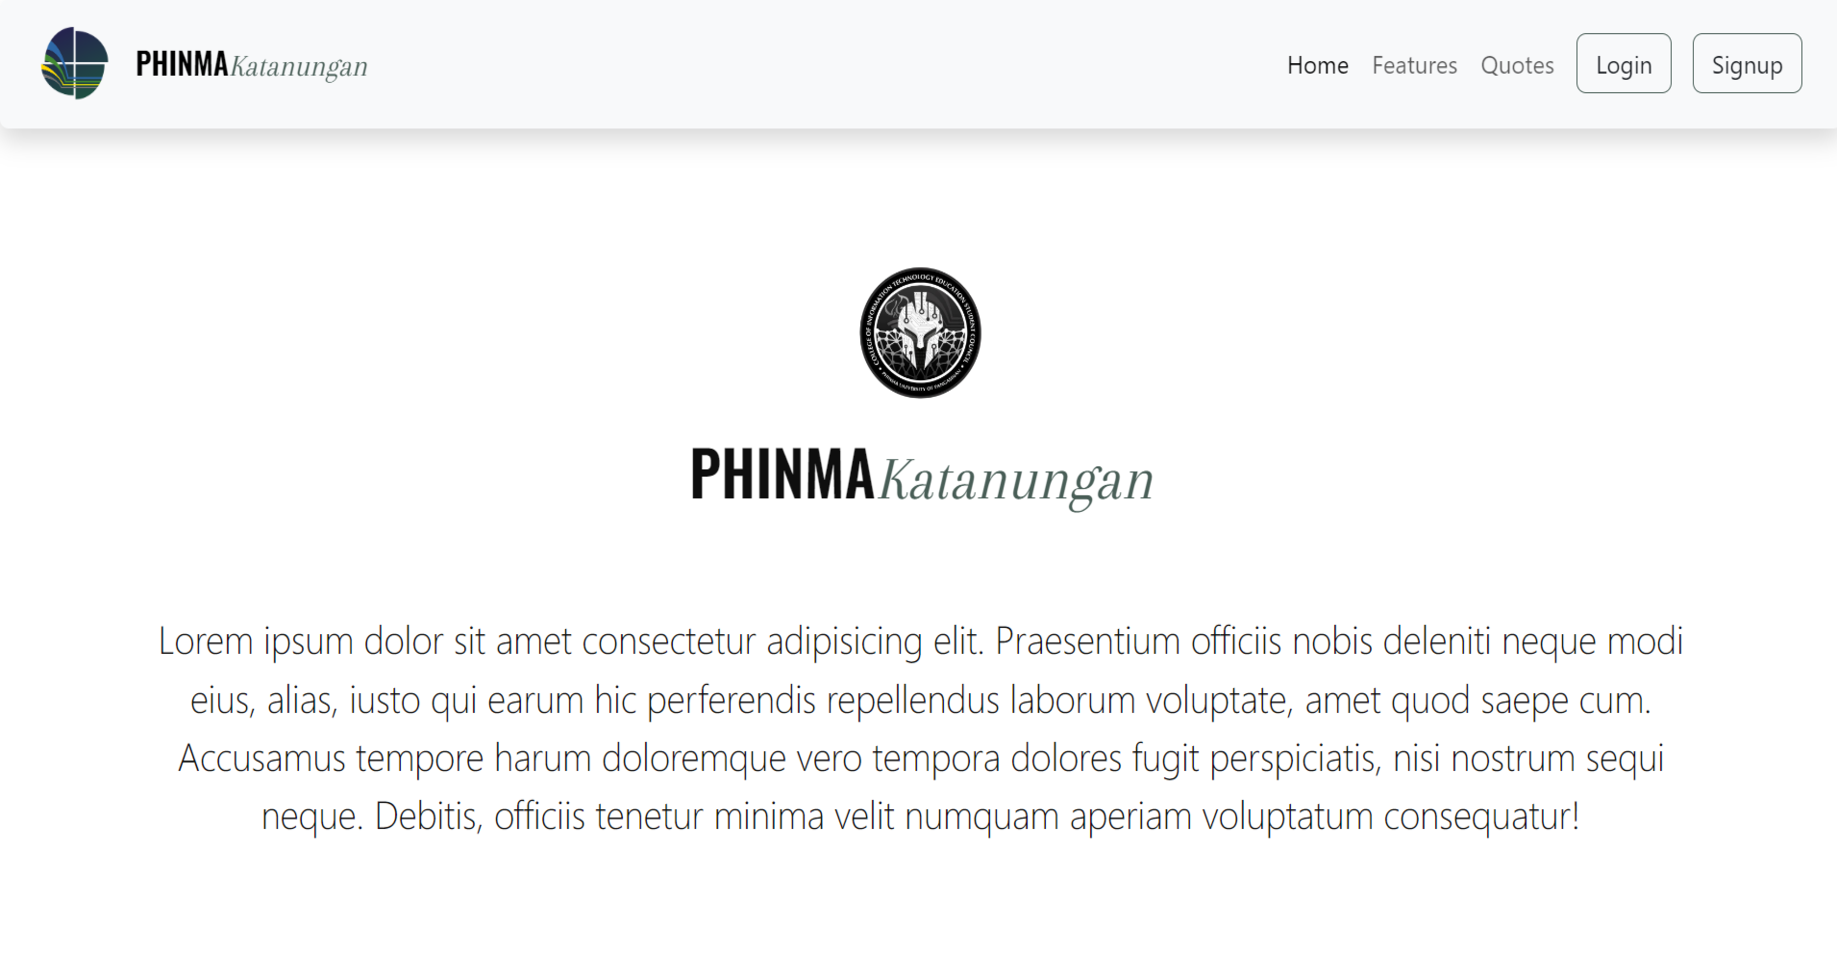 PHINMAKatanungan
Home Features Quotes Login Signup
COLLEGE OF INFORMATION TECHNOLOGY EDUCATION STUDENT COUNCIL
PHINMA UNIVERSITY OF PANGASINAN
PHINMAKatanungan
Lorem ipsum dolor sit amet consectetur adipisicing elit. Praesentium officiis nobis deleniti neque modi
eius, alias, iusto qui earum hic perferendis repellendus laborum voluptate, amet quod saepe cum.
Accusamus tempore harum doloremque vero tempora dolores fugit perspiciatis, nisi nostrum sequi
neque. Debitis, officiis tenetur minima velit numquam aperiam voluptatum consequatur!